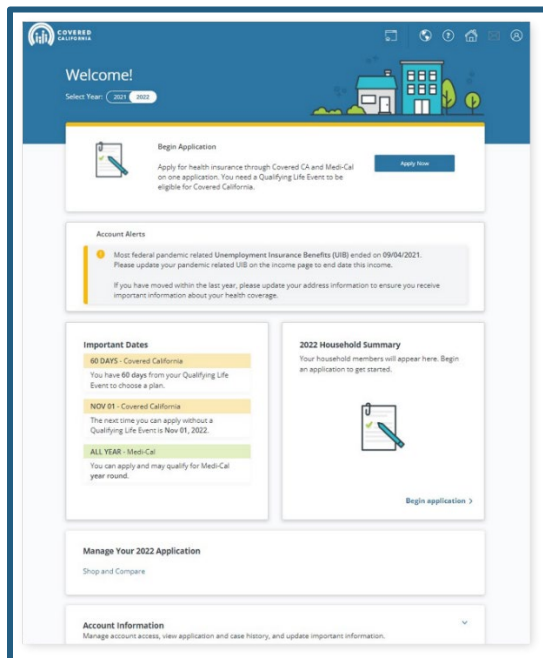 COVERED
CALIFORNIA
Welcome!
Select Year: 2021 2022
Begin Application
Apply for health insurance through Covered CA and Medi-Cal
on one application. You need a Qualifying Life Event to be
eligible for Covered California.
Apply Now
Account Alerts
Most federal pandemic related Unemployment Insurance Benefits (UIB) ended on 09/04/2021.
Please update your pandemic related UIB on the income page to end date this income.
If you have moved within the last year, please update your address information to ensure you receive
important information about your health coverage.
Important Dates
60 DAYS - Covered California
You have 60 days from your Qualifying Life
Event to choose a plan.
NOV 01 - Covered California
The next time you can apply without a
Qualifying Life Event is Nov 01, 2022.
ALL YEAR - Medi-Cal
You can apply and may qualify for Medi-Cal
year round.
2022 Household Summary
Your household members will appear here. Begin
an application to get started.
Begin application >
Manage Your 2022 Application
Shop and Compare
Account Information
Manage account access, view application and case history, and update important information.